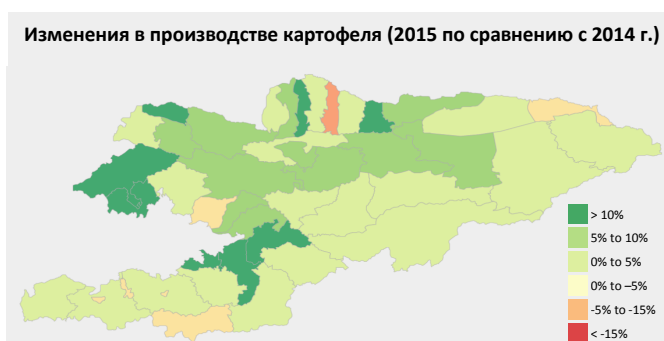 Изменения в производстве картофеля (2015 по сравнению с 2014 г.)
> 10%
5% to 10%
0% to 5%
0% to –5%
-5% to -15%
< -15%